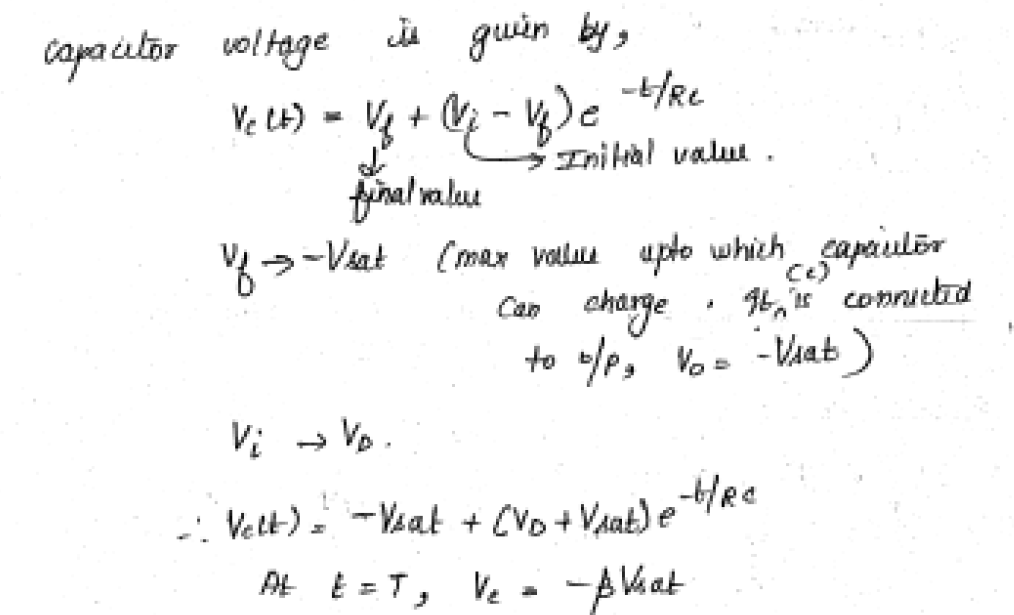 capacitor voltage is given by,
Vc(t) = Vf + (Vi - Vf) e^-t/RC
↓ → Initial value.
final value
Vf → -Vsat (max value upto which capacitor
(c)
can charge. It ^ is connected
to o/p, Vo = -Vsat)
Vi → VD.
∴ Vc(t) = -Vsat + (VD + Vsat) e^-t/RC
At t = T, Vc = -βVsat